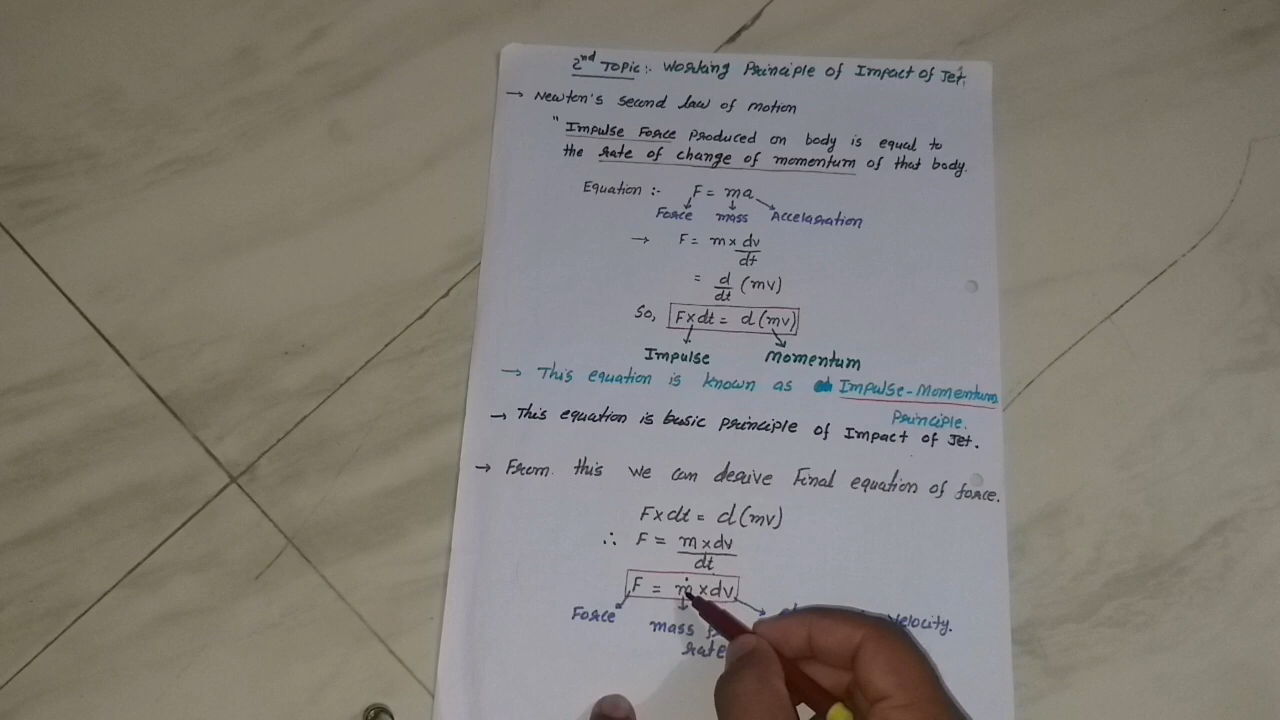 2nd Topic:- Working Principle of Impact of Jet.
→ Newton's second law of motion
"Impulse Force produced on body is equal to
the rate of change of momentum of that body.
Equation :- F = ma
Force mass Accelaration
→ F = m x dv/dt
= d/dt (mv)
So, Fxdt = d(mv)
Impulse Momentum
→ This equation is known as Impulse-Momentum
Principle.
→ This equation is basic principle of Impact of Jet.
→ From this we can derive Final equation of force.
Fxdt = d(mv)
∴ F = m x dv/dt
F = ṁ x dv
Force mass velocity.
rate